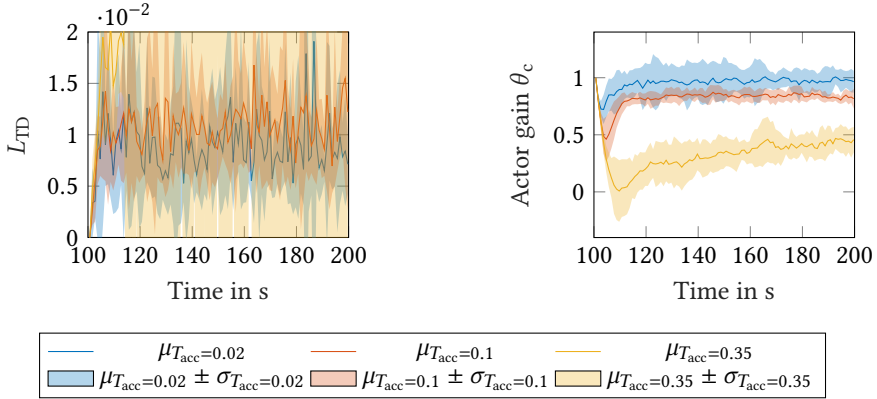 ·10⁻²
2
1.5
1
0.5
0
L_TD
100 120 140 160 180 200
Time in s
1
0.5
0
Actor gain θ_c
100 120 140 160 180 200
Time in s
μ_{T_acc=0.02} μ_{T_acc=0.1} μ_{T_acc=0.35}
μ_{T_acc=0.02} ± σ_{T_acc=0.02} μ_{T_acc=0.1} ± σ_{T_acc=0.1} μ_{T_acc=0.35} ± σ_{T_acc=0.35}